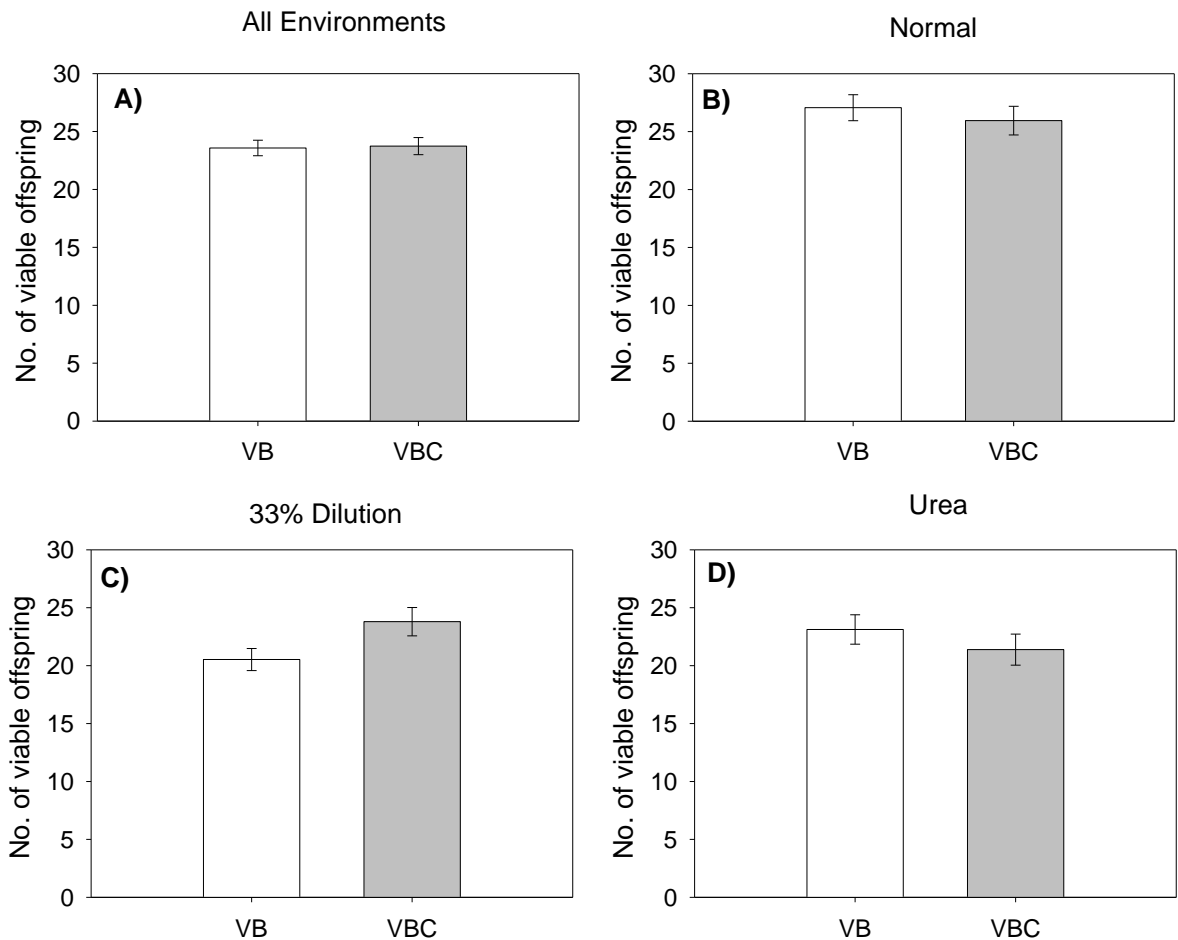 All Environments
A)
30
25
20
15
10
5
0
No. of viable offspring
VB VBC
Normal
B)
30
25
20
15
10
5
0
No. of viable offspring
VB VBC
33% Dilution
C)
30
25
20
15
10
5
0
No. of viable offspring
VB VBC
Urea
D)
30
25
20
15
10
5
0
No. of viable offspring
VB VBC